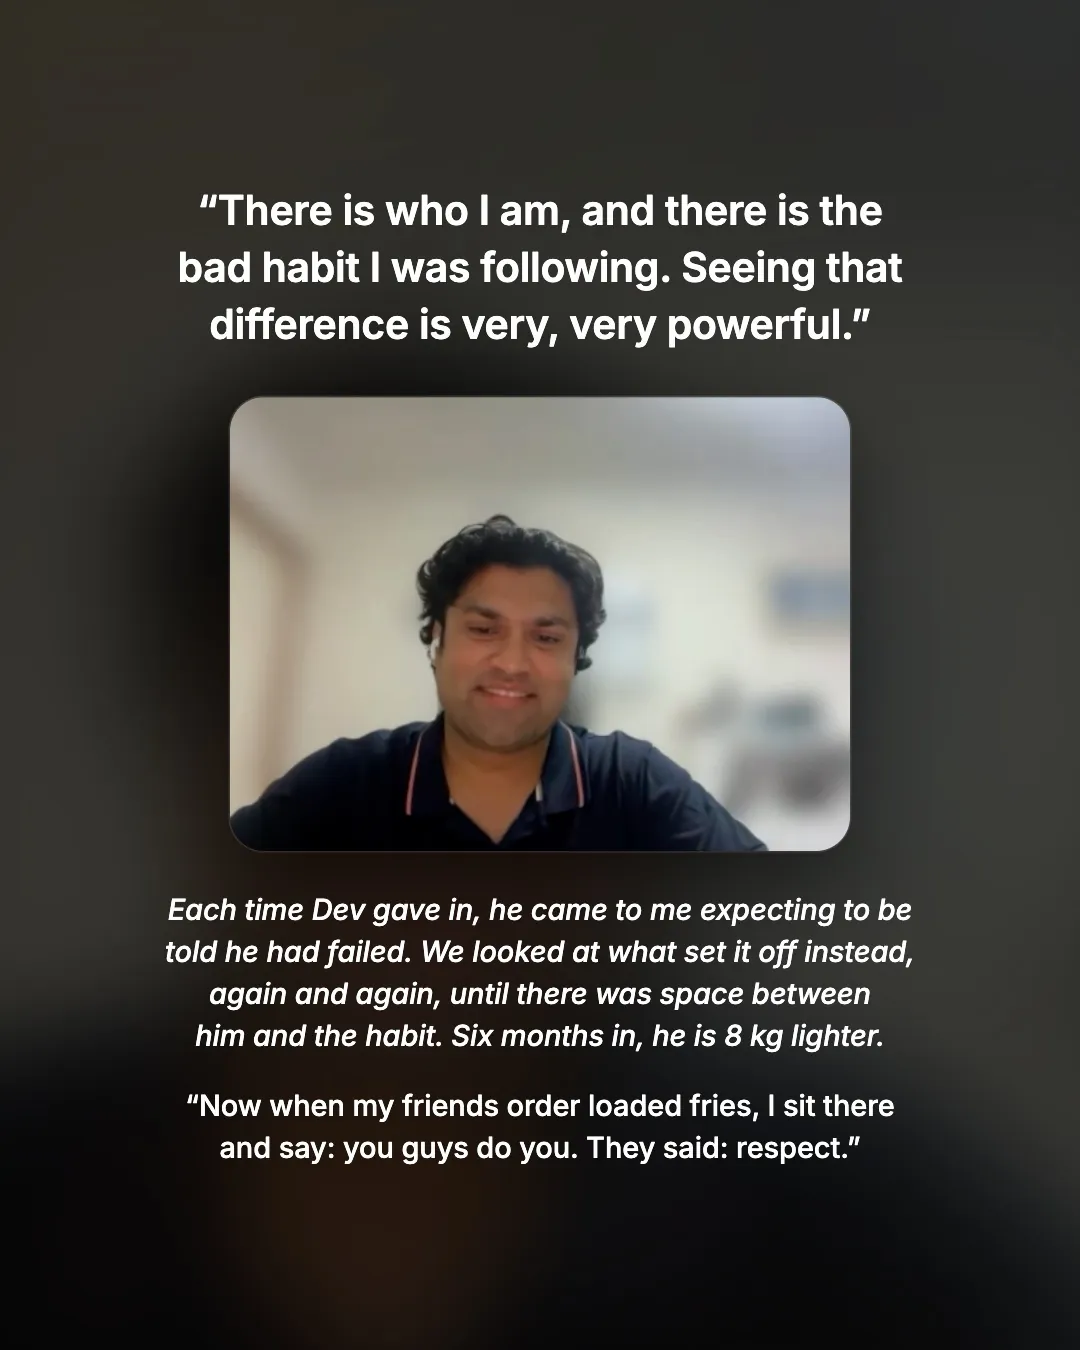 “There is who I am, and there is the
bad habit I was following. Seeing that
difference is very, very powerful.”
Each time Dev gave in, he came to me expecting to be
told he had failed. We looked at what set it off instead,
again and again, until there was space between
him and the habit. Six months in, he is 8 kg lighter.
“Now when my friends order loaded fries, I sit there
and say: you guys do you. They said: respect.”